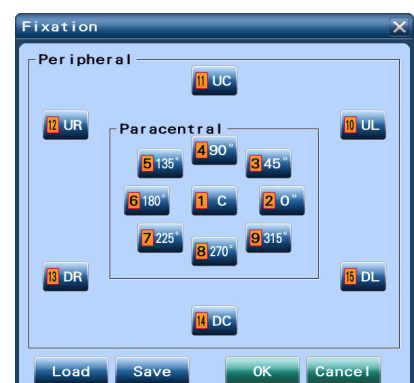 Fixation
Peripheral
11 UC
12 UR
10 UL
Paracentral
4 90°
5 135°
3 45°
6 180°
1 C
2 0°
7 225°
8 270°
9 315°
13 DR
15 DL
14 DC
Load Save OK Cancel